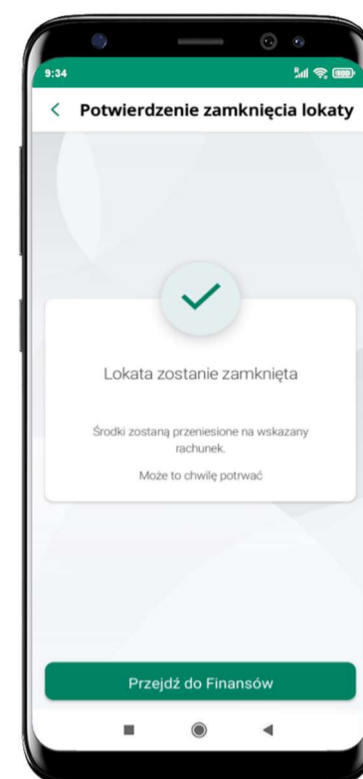 9:34
Potwierdzenie zamknięcia lokaty
Lokata zostanie zamknięta
Środki zostaną przeniesione na wskazany
rachunek.
Może to chwilę potrwać
Przejdź do Finansów